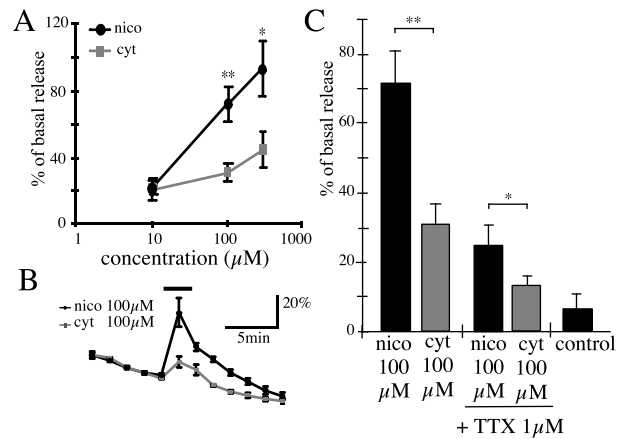 A
120
nico
cyt
**
*
80
40
0
% of basal release
1
10
100
1000
concentration (µM)
B
nico 100µM
cyt 100µM
20%
5min
C
% of basal release
80
60
40
20
0
**
*
nico
100
µM
cyt
100
µM
nico
100
µM
cyt
100
µM
control
+ TTX 1µM